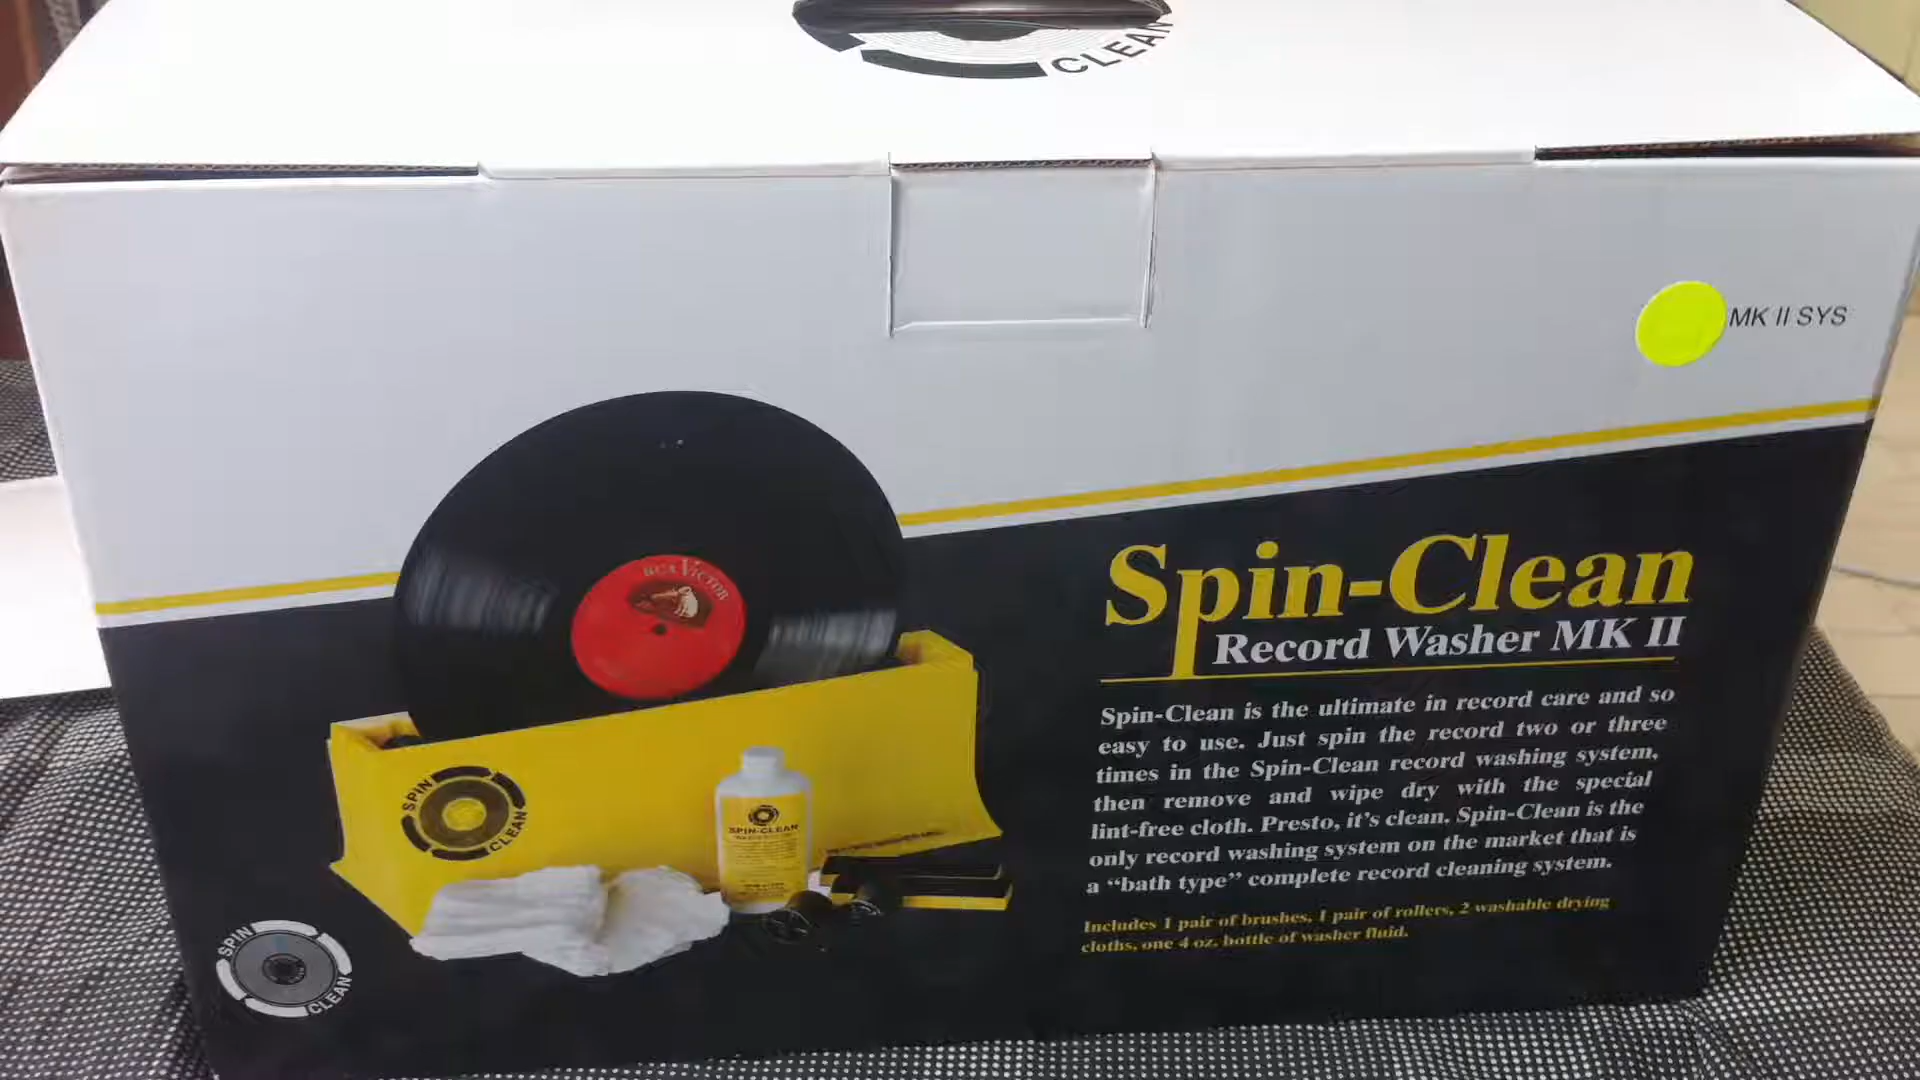 CLEAN
MK II SYS
RCA VICTOR
Spin-Clean
Record Washer MK II
Spin-Clean is the ultimate in record care and so
easy to use. Just spin the record two or three
times in the Spin-Clean record washing system,
then remove and wipe dry with the special
lint-free cloth. Presto, it's clean. Spin-Clean is the
only record washing system on the market that is
a “bath type” complete record cleaning system.
Includes 1 pair of brushes, 1 pair of rollers, 2 washable drying
cloths, one 4 oz. bottle of washer fluid.
SPIN
CLEAN
SPIN-CLEAN
SPIN
CLEAN